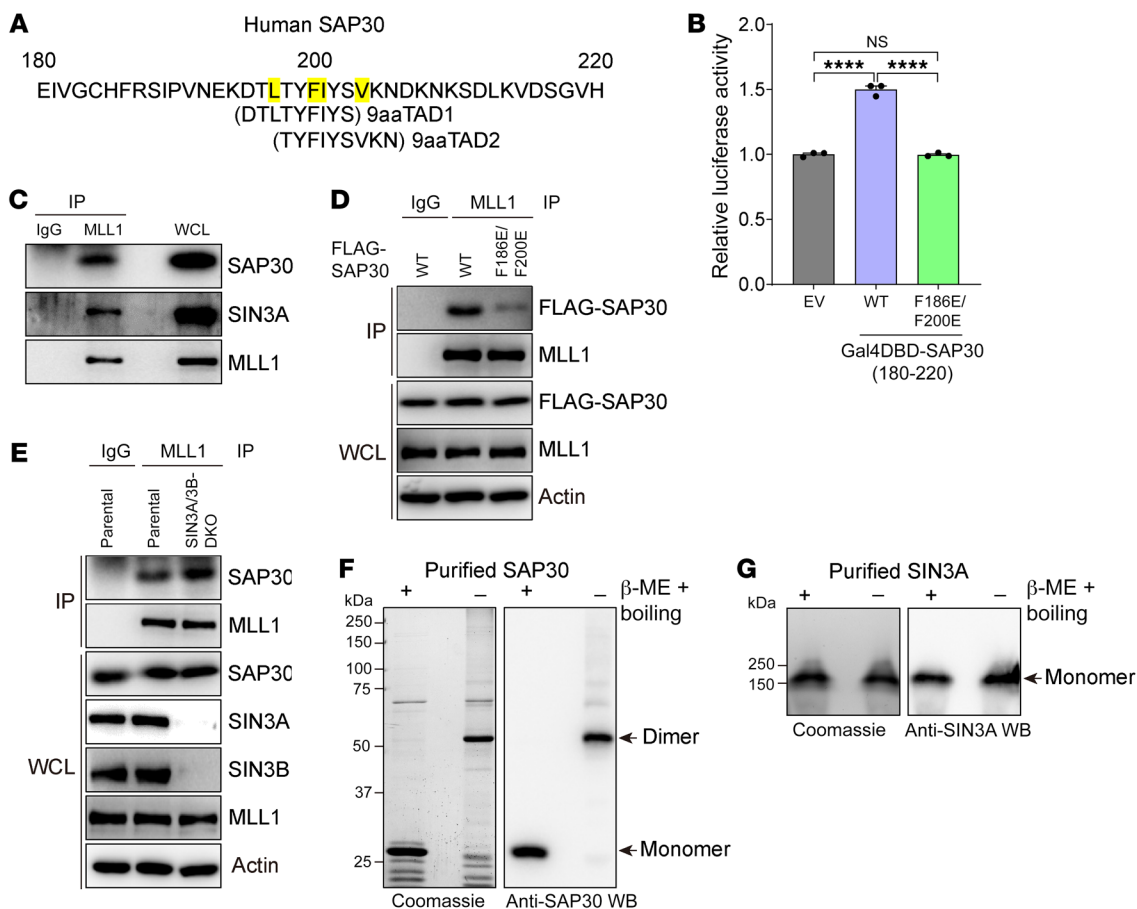 A
Human SAP30
180 200 220
EIVGCHFRSIPVNEKDTLTYFIYSVKNDKNKSDLKVDSGVH
(DTLTYFIYS) 9aaTAD1
(TYFIYSVKN) 9aaTAD2
B
Relative luciferase activity
2.0
1.5
1.0
0.5
0.0
NS
**** ****
EV WT F186E/
F200E
Gal4DBD-SAP30
(180-220)
C
IP
IgG MLL1 WCL
SAP30
SIN3A
MLL1
D
IgG MLL1 IP
FLAG-
SAP30
WT WT F186E/
F200E
IP
FLAG-SAP30
MLL1
WCL
FLAG-SAP30
MLL1
Actin
E
IgG MLL1 IP
Parental Parental SIN3A/3B-
DKO
IP
SAP30
MLL1
WCL
SAP30
SIN3A
SIN3B
MLL1
Actin
F
Purified SAP30
+ – + – β-ME +
boiling
kDa
250
150
100
75
50
37
25
Dimer
Monomer
Coomassie Anti-SAP30 WB
G
Purified SIN3A
+ – + – β-ME +
boiling
kDa
250
150
Monomer
Coomassie Anti-SIN3A WB